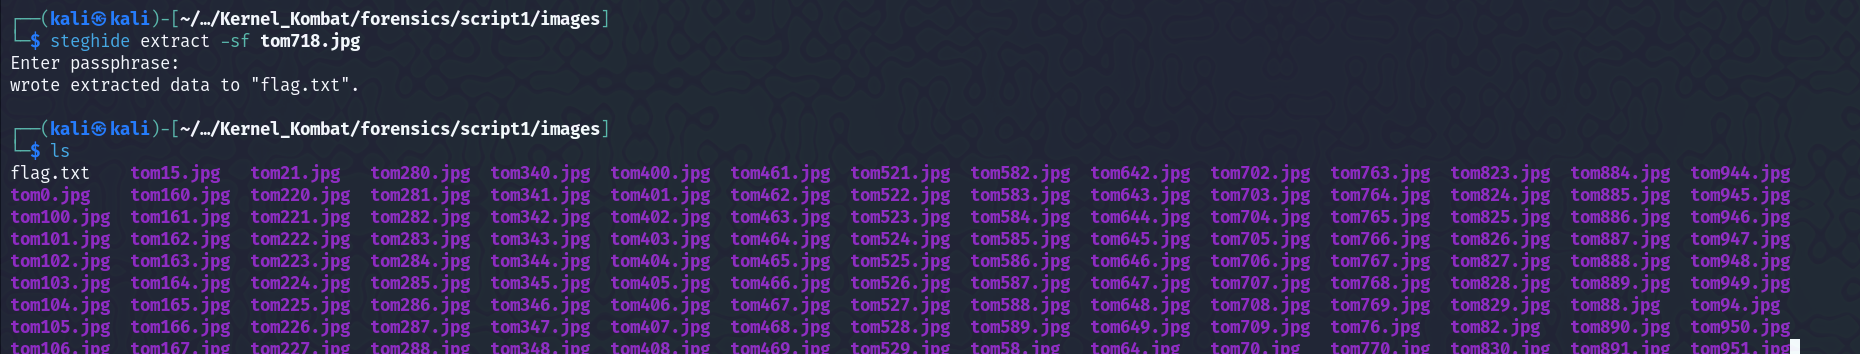 ┌──(kali㉿kali)-[~/…/Kernel_Kombat/forensics/script1/images]
└─$ steghide extract -sf tom718.jpg
Enter passphrase:
wrote extracted data to "flag.txt".
┌──(kali㉿kali)-[~/…/Kernel_Kombat/forensics/script1/images]
└─$ ls
flag.txt tom15.jpg tom21.jpg tom280.jpg tom340.jpg tom400.jpg tom461.jpg tom521.jpg tom582.jpg tom642.jpg tom702.jpg tom763.jpg tom823.jpg tom884.jpg tom944.jpg
tom0.jpg tom160.jpg tom220.jpg tom281.jpg tom341.jpg tom401.jpg tom462.jpg tom522.jpg tom583.jpg tom643.jpg tom703.jpg tom764.jpg tom824.jpg tom885.jpg tom945.jpg
tom100.jpg tom161.jpg tom221.jpg tom282.jpg tom342.jpg tom402.jpg tom463.jpg tom523.jpg tom584.jpg tom644.jpg tom704.jpg tom765.jpg tom825.jpg tom886.jpg tom946.jpg
tom101.jpg tom162.jpg tom222.jpg tom283.jpg tom343.jpg tom403.jpg tom464.jpg tom524.jpg tom585.jpg tom645.jpg tom705.jpg tom766.jpg tom826.jpg tom887.jpg tom947.jpg
tom102.jpg tom163.jpg tom223.jpg tom284.jpg tom344.jpg tom404.jpg tom465.jpg tom525.jpg tom586.jpg tom646.jpg tom706.jpg tom767.jpg tom827.jpg tom888.jpg tom948.jpg
tom103.jpg tom164.jpg tom224.jpg tom285.jpg tom345.jpg tom405.jpg tom466.jpg tom526.jpg tom587.jpg tom647.jpg tom707.jpg tom768.jpg tom828.jpg tom889.jpg tom949.jpg
tom104.jpg tom165.jpg tom225.jpg tom286.jpg tom346.jpg tom406.jpg tom467.jpg tom527.jpg tom588.jpg tom648.jpg tom708.jpg tom769.jpg tom829.jpg tom88.jpg tom94.jpg
tom105.jpg tom166.jpg tom226.jpg tom287.jpg tom347.jpg tom407.jpg tom468.jpg tom528.jpg tom589.jpg tom649.jpg tom709.jpg tom76.jpg tom82.jpg tom890.jpg tom950.jpg
tom106.jpg tom167.jpg tom227.jpg tom288.jpg tom348.jpg tom408.jpg tom469.jpg tom529.jpg tom58.jpg tom64.jpg tom70.jpg tom770.jpg tom830.jpg tom891.jpg tom951.jpg